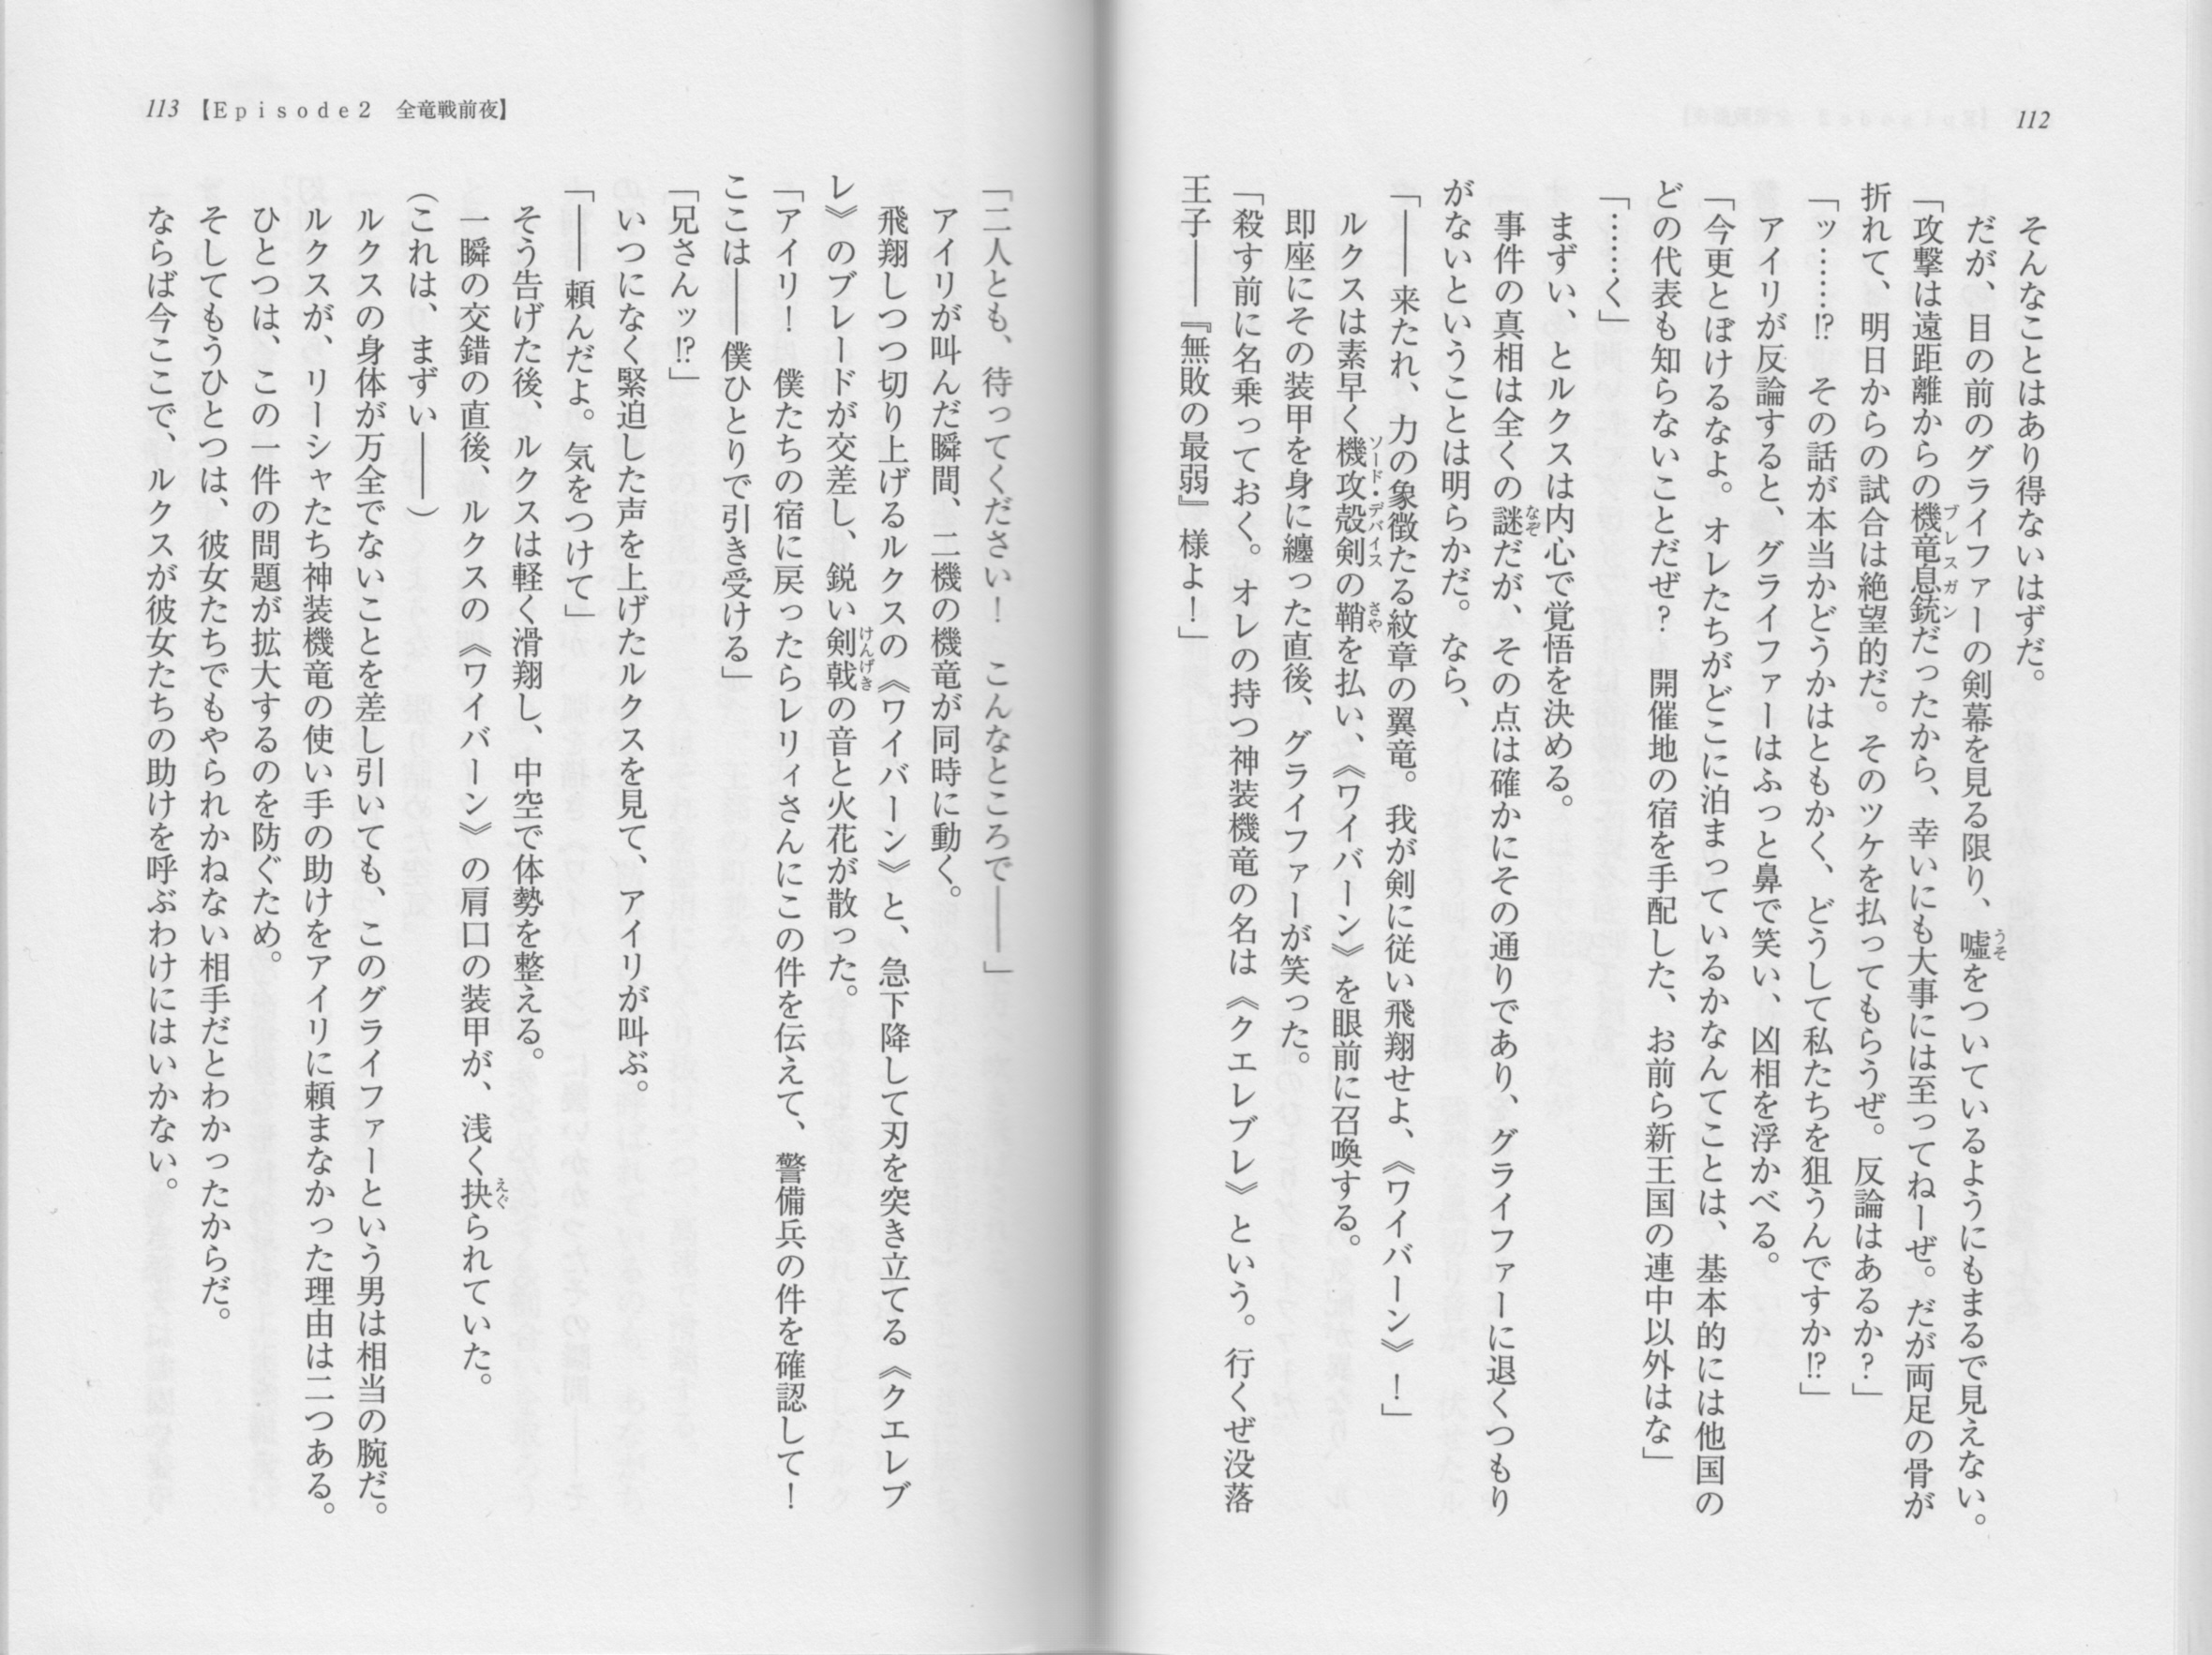 112
そんなことはあり得ないはずだ。
だが、目の前のグライファーの剣幕を見る限り、嘘をついているようにもまるで見えない。
「攻撃は遠距離からの機竜息銃だったから、幸いにも大事には至ってねーぜ。だが両足の骨が
折れて、明日からの試合は絶望的だ。そのツケを払ってもらうぜ。反論はあるか？」
「ッ……!?　その話が本当かどうかはともかく、どうして私たちを狙うんですか!?」
アイリが反論すると、グライファーはふっと鼻で笑い、凶相を浮かべる。
「今更とぼけるなよ。オレたちがどこに泊まっているかなんてことは、基本的には他国の
どの代表も知らないことだぜ？　開催地の宿を手配した、お前ら新王国の連中以外はな」
「……く」
まずい、とルクスは内心で覚悟を決める。
事件の真相は全くの謎だが、その点は確かにその通りであり、グライファーに退くつもり
がないということは明らかだ。なら、
「――来たれ、力の象徴たる紋章の翼竜。我が剣に従い飛翔せよ、《ワイバーン》！」
ルクスは素早く機攻殻剣の鞘を払い、《ワイバーン》を眼前に召喚する。
即座にその装甲を身に纏った直後、グライファーが笑った。
「殺す前に名乗っておく。オレの持つ神装機竜の名は《クエレブレ》という。行くぜ没落
王子――『無敗の最弱』様よ！」
113【Episode2　全竜戦前夜】
「二人とも、待ってください！　こんなところで――」
アイリが叫んだ瞬間、二機の機竜が同時に動く。
飛翔しつつ切り上げるルクスの《ワイバーン》と、急下降して刃を突き立てる《クエレブ
レ》のブレードが交差し、鋭い剣戟の音と火花が散った。
「アイリ！　僕たちの宿に戻ったらレリィさんにこの件を伝えて、警備兵の件を確認して！
ここは――僕ひとりで引き受ける」
「兄さんッ!?」
いつになく緊迫した声を上げたルクスを見て、アイリが叫ぶ。
「――頼んだよ。気をつけて」
そう告げた後、ルクスは軽く滑翔し、中空で体勢を整える。
一瞬の交錯の直後、ルクスの《ワイバーン》の肩口の装甲が、浅く抉られていた。
（これは、まずい――）
ルクスの身体が万全でないことを差し引いても、このグライファーという男は相当の腕だ。
ルクスが、リーシャたち神装機竜の使い手の助けをアイリに頼まなかった理由は二つある。
ひとつは、この一件の問題が拡大するのを防ぐため。
そしてもうひとつは、彼女たちでもやられかねない相手だとわかったからだ。
ならば今ここで、ルクスが彼女たちの助けを呼ぶわけにはいかない。